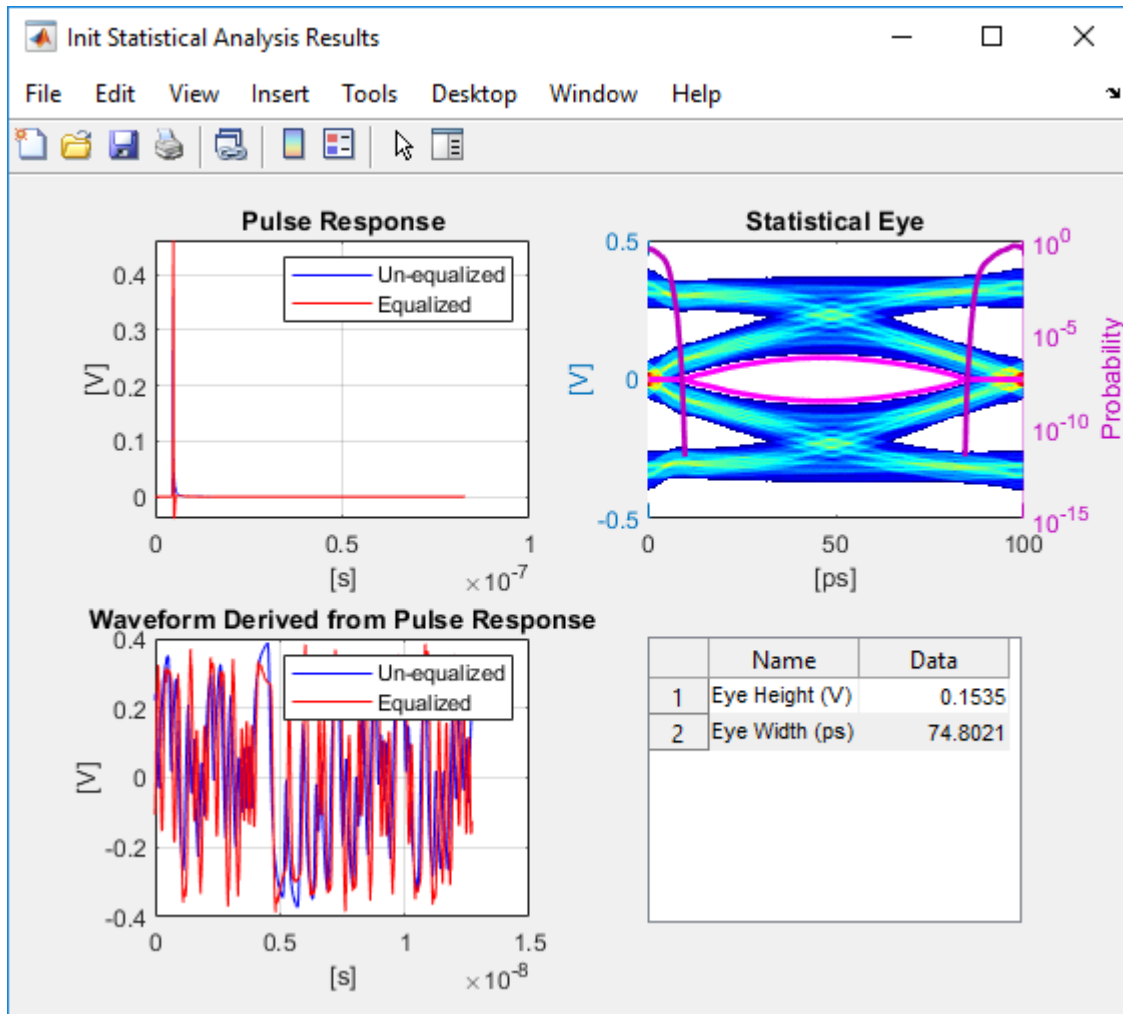 Init Statistical Analysis Results
File Edit View Insert Tools Desktop Window Help
Pulse Response
Un-equalized
Equalized
[V]
0.4
0.3
0.2
0.1
0
0 0.5 1
[s]
×10^-7
Statistical Eye
[V]
0.5
0
-0.5
10^0
10^-5
10^-10
10^-15
Probability
0 50 100
[ps]
Waveform Derived from Pulse Response
Un-equalized
Equalized
[V]
0.4
0.2
0
-0.2
-0.4
0 0.5 1 1.5
[s]
×10^-8
Name Data
1 Eye Height (V) 0.1535
2 Eye Width (ps) 74.8021